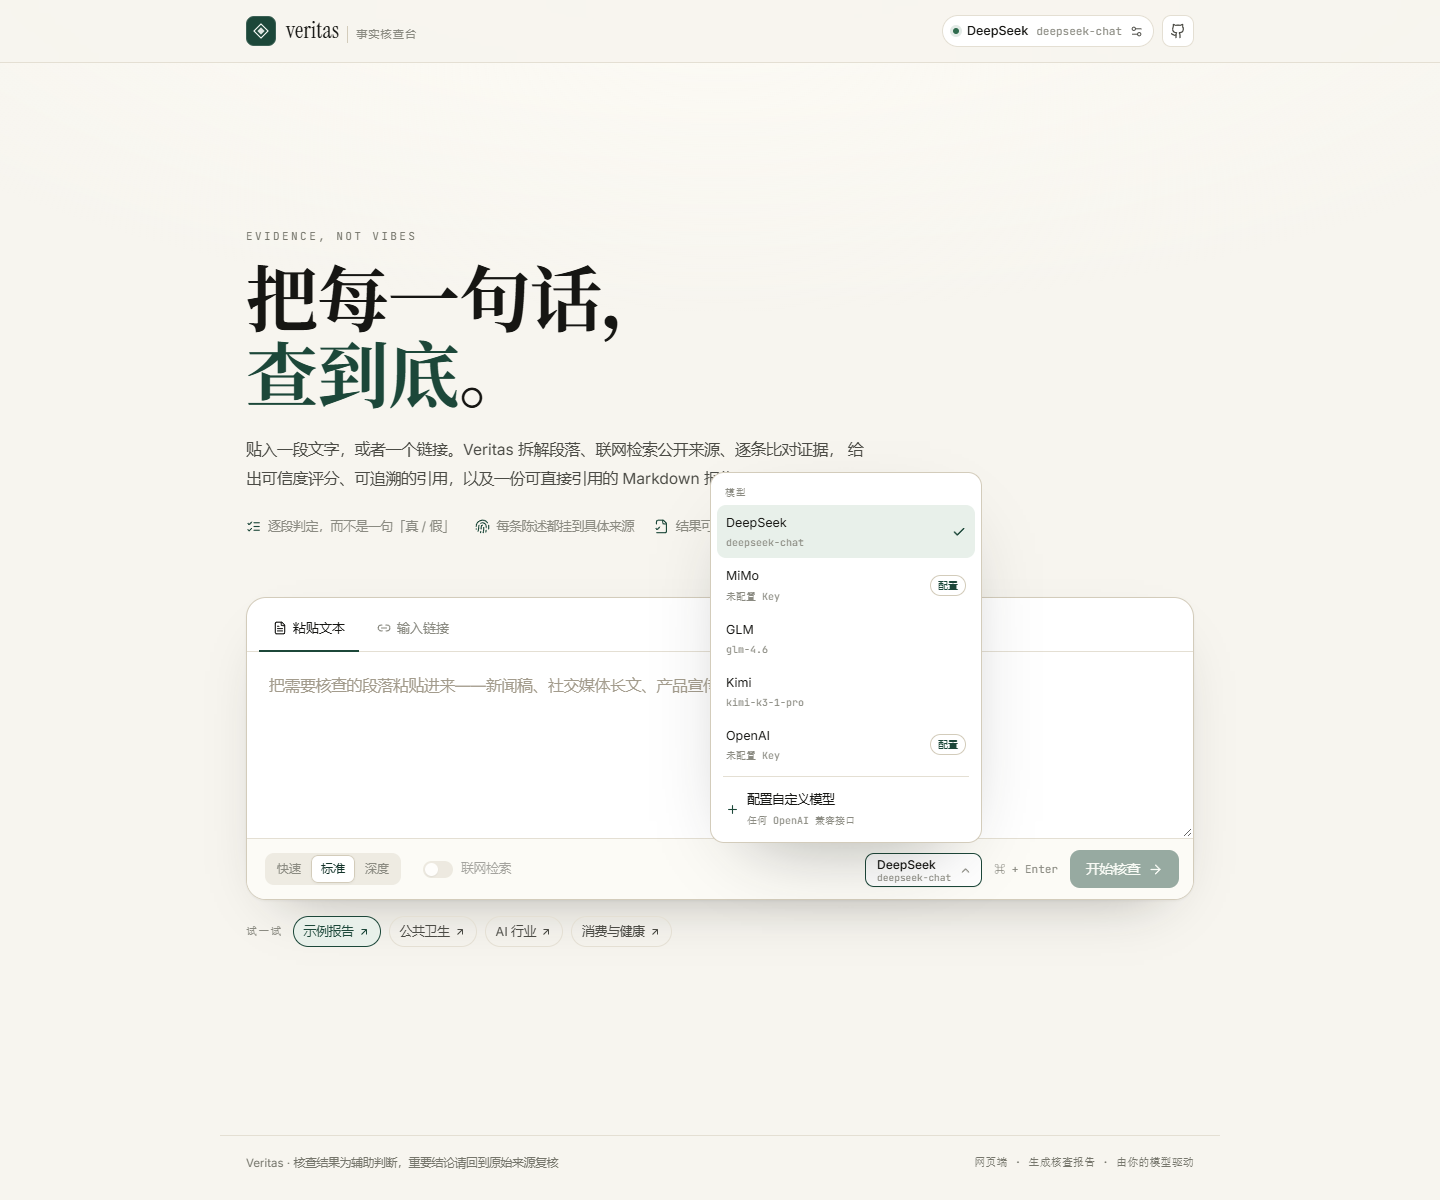 veritas
事实核查台
DeepSeek deepseek-chat
EVIDENCE, NOT VIBES
把每一句话，
查到底。
贴入一段文字，或者一个链接。Veritas 拆解段落、联网检索公开来源、逐条比对证据， 给
出可信度评分、可追溯的引用，以及一份可直接引用的 Markdown
逐段判定，而不是一句「真 / 假」
每条陈述都挂到具体来源
结果可
模型
DeepSeek
deepseek-chat
MiMo
未配置 Key
配置
GLM
glm-4.6
Kimi
kimi-k3-1-pro
OpenAI
未配置 Key
配置
配置自定义模型
任何 OpenAI 兼容接口
粘贴文本
输入链接
把需要核查的段落粘贴进来——新闻稿、社交媒体长文、产品宣
快速
标准
深度
联网检索
DeepSeek
deepseek-chat
⌘ + Enter
开始核查
试一试
示例报告
公共卫生
AI 行业
消费与健康
Veritas · 核查结果为辅助判断，重要结论请回到原始来源复核
网页端 · 生成核查报告 · 由你的模型驱动